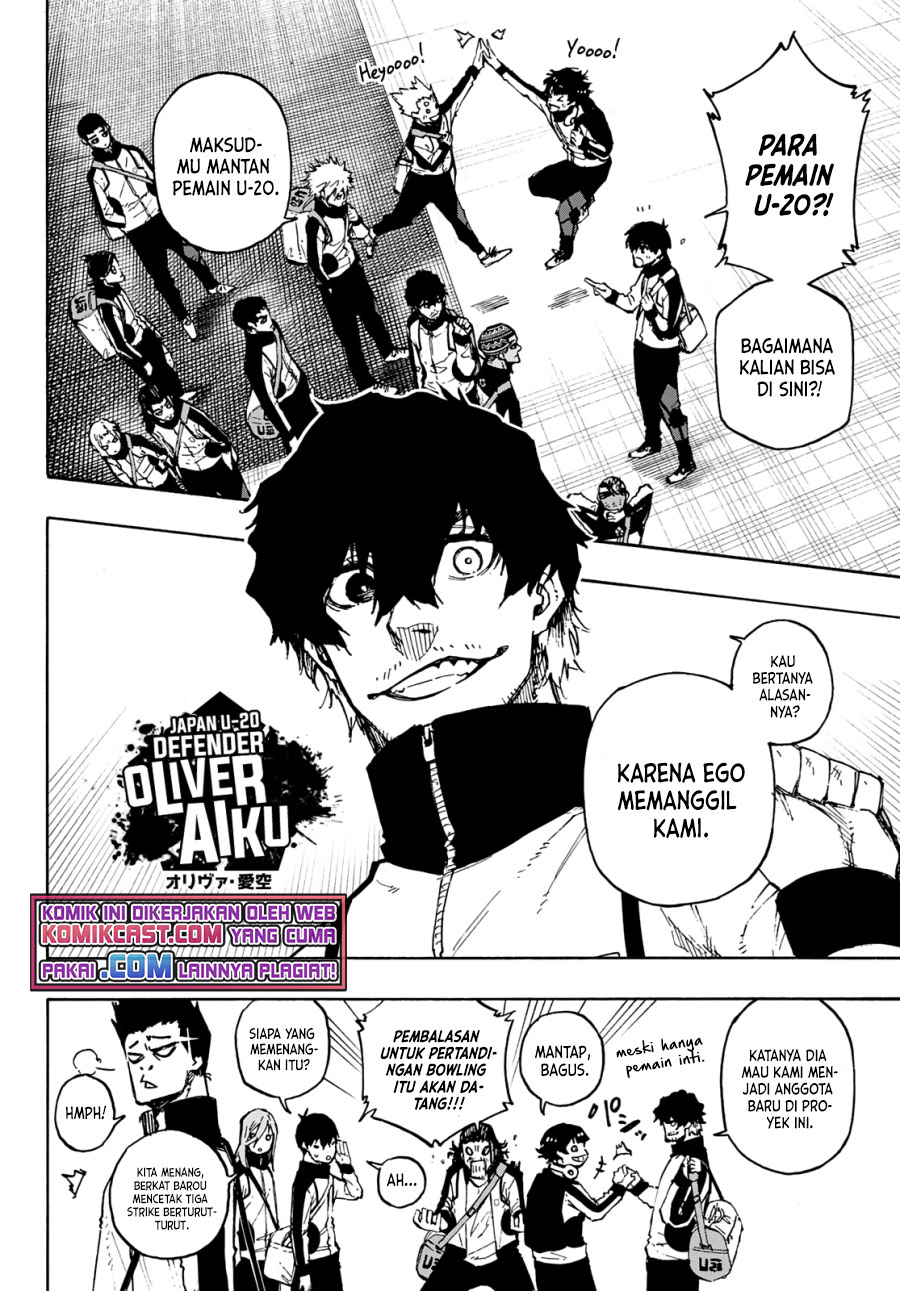 Heyoooo!
Yoooo!
PARA
PEMAIN
U-20?!
MAKSUD-
MU MANTAN
PEMAIN U-20.
BAGAIMANA
KALIAN BISA
DI SINI?!
U-20
KAU
BERTANYA
ALASAN-
NYA?
KARENA EGO
MEMANGGIL
KAMI.
JAPAN U-20
DEFENDER
OLIVER
AIKU
オリヴァ・愛空
KOMIK INI DIKERJAKAN OLEH WEB
KOMIKCAST.COM YANG CUMA
PAKAI .COM LAINNYA PLAGIAT!
KATANYA DIA
MAU KAMI MEN-
JADI ANGGOTA
BARU DI PRO-
YEK INI.
meski hanya
pemain inti.
MANTAP,
BAGUS.
PEMBALASAN
UNTUK PERTANDI-
NGAN BOWLING
ITU AKAN DA-
TANG!!!
AH...
SIAPA YANG
MEMENANG-
KAN ITU?
HMPH!
KITA MENANG,
BERKAT BAROU
MENCETAK TIGA
STRIKE BERTURUT-
TURUT.
U-20